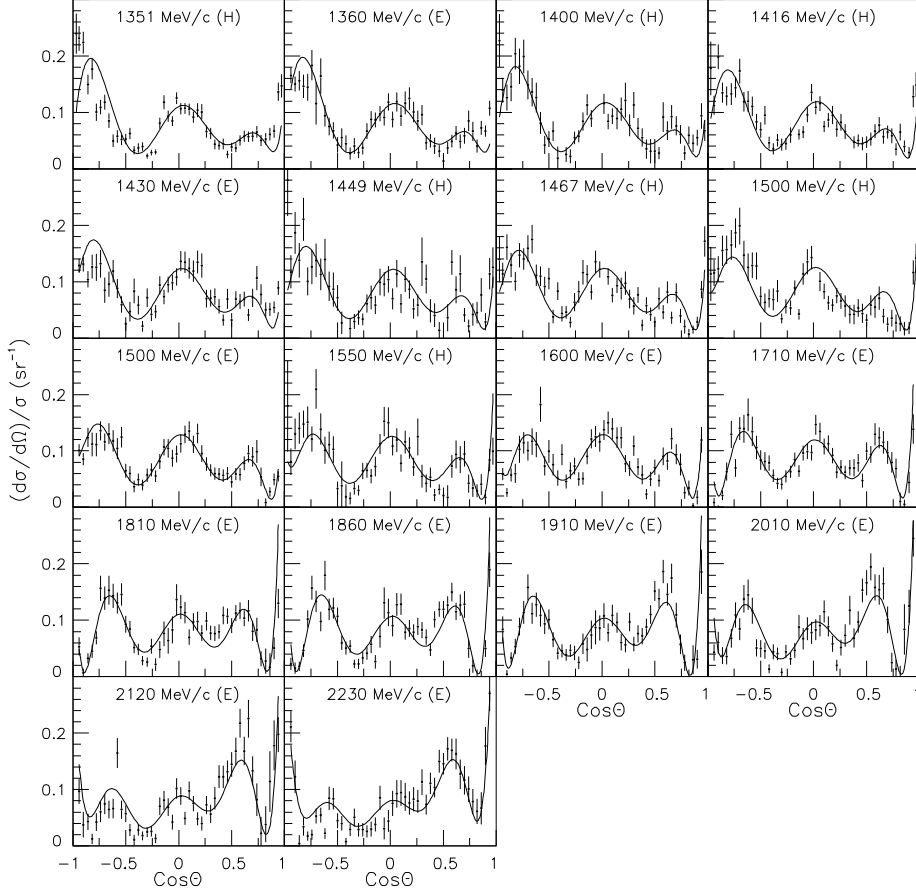 1351 MeV/c (H) 1360 MeV/c (E) 1400 MeV/c (H) 1416 MeV/c (H)
0.2
0.1
0
1430 MeV/c (E) 1449 MeV/c (H) 1467 MeV/c (H) 1500 MeV/c (H)
0.2
0.1
0
(dσ/dΩ)/σ (sr⁻¹)
1500 MeV/c (E) 1550 MeV/c (H) 1600 MeV/c (E) 1710 MeV/c (E)
0.2
0.1
0
1810 MeV/c (E) 1860 MeV/c (E) 1910 MeV/c (E) 2010 MeV/c (E)
0.2
0.1
0
−0.5 0 0.5 1 −0.5 0 0.5 1
CosΘ CosΘ
2120 MeV/c (E) 2230 MeV/c (E)
0.2
0.1
0
−1 −0.5 0 0.5 1 −0.5 0 0.5 1
CosΘ CosΘ